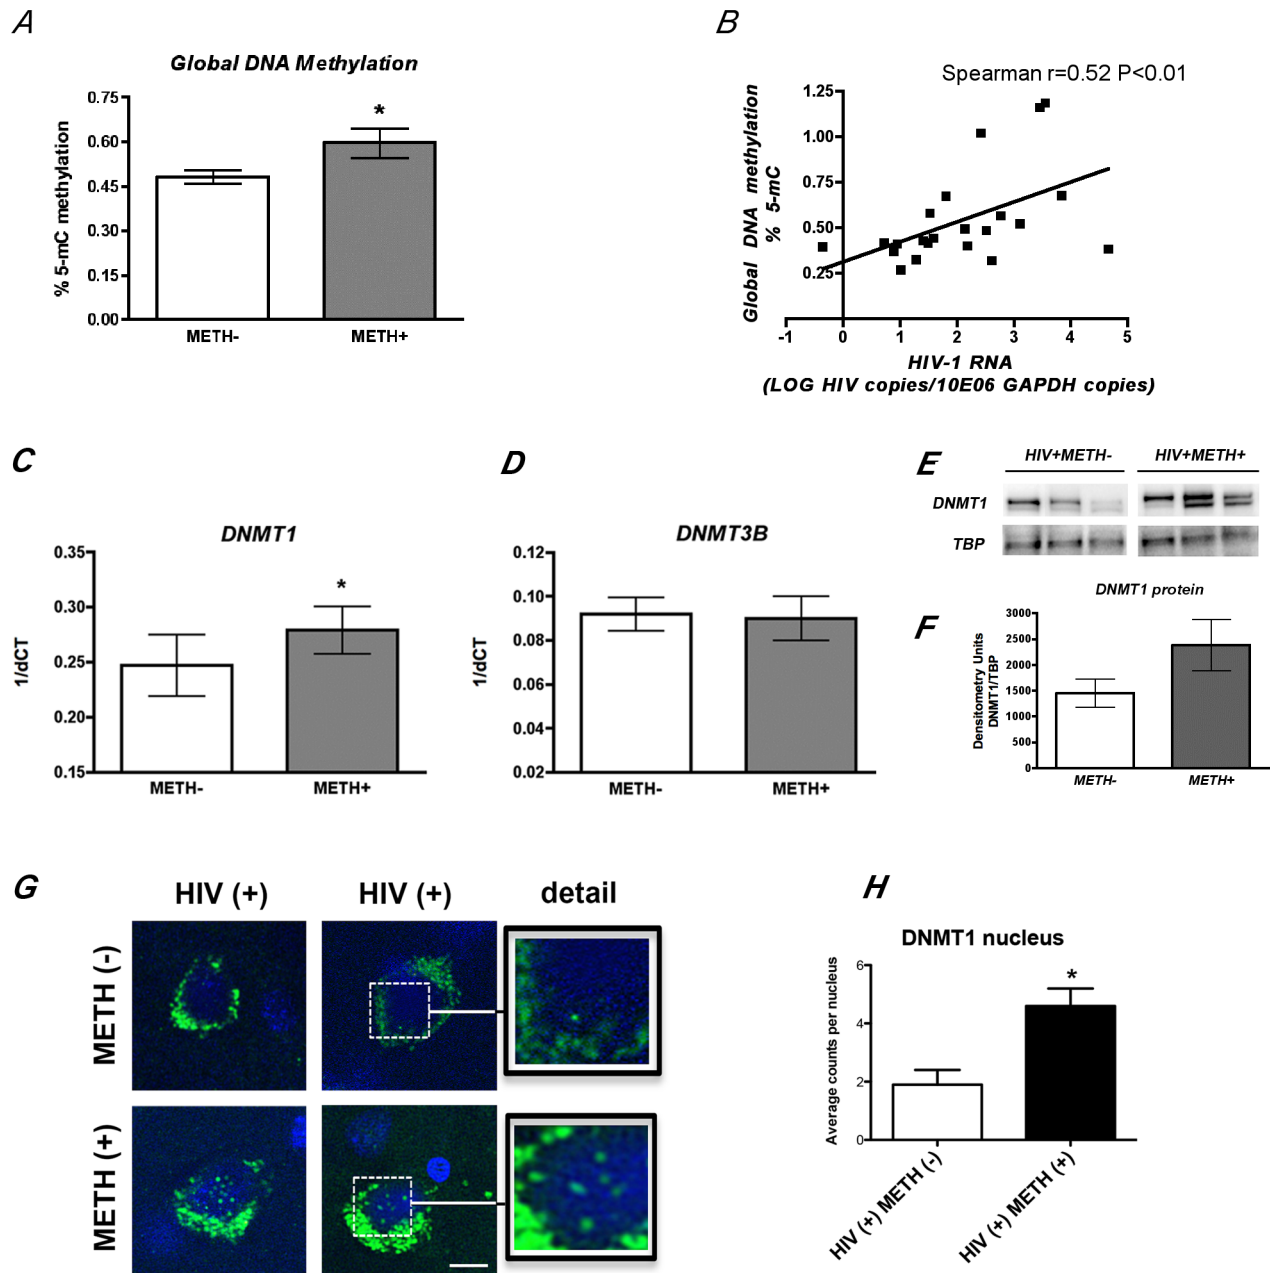 A
Global DNA Methylation
% 5-mC methylation
0.75
0.60
0.45
0.30
0.15
0.00
*
METH-
METH+
B
Spearman r=0.52 P<0.01
Global DNA methylation
% 5-mC
1.25
1.00
0.75
0.50
0.25
-1 0 1 2 3 4 5
HIV-1 RNA
(LOG HIV copies/10E06 GAPDH copies)
C
DNMT1
1/dCT
0.35
0.30
0.25
0.20
0.15
*
METH-
METH+
D
DNMT3B
1/dCT
0.12
0.10
0.08
0.06
0.04
0.02
METH-
METH+
E
HIV+METH-
HIV+METH+
DNMT1
TBP
F
DNMT1 protein
Densitometry Units
DNMT1/TBP
3000
2500
2000
1500
1000
500
0
METH-
METH+
G
HIV (+)
HIV (+)
detail
METH (-)
METH (+)
H
DNMT1 nucleus
Average counts per nucleus
6
4
2
0
*
HIV (+) METH (-)
HIV (+) METH (+)